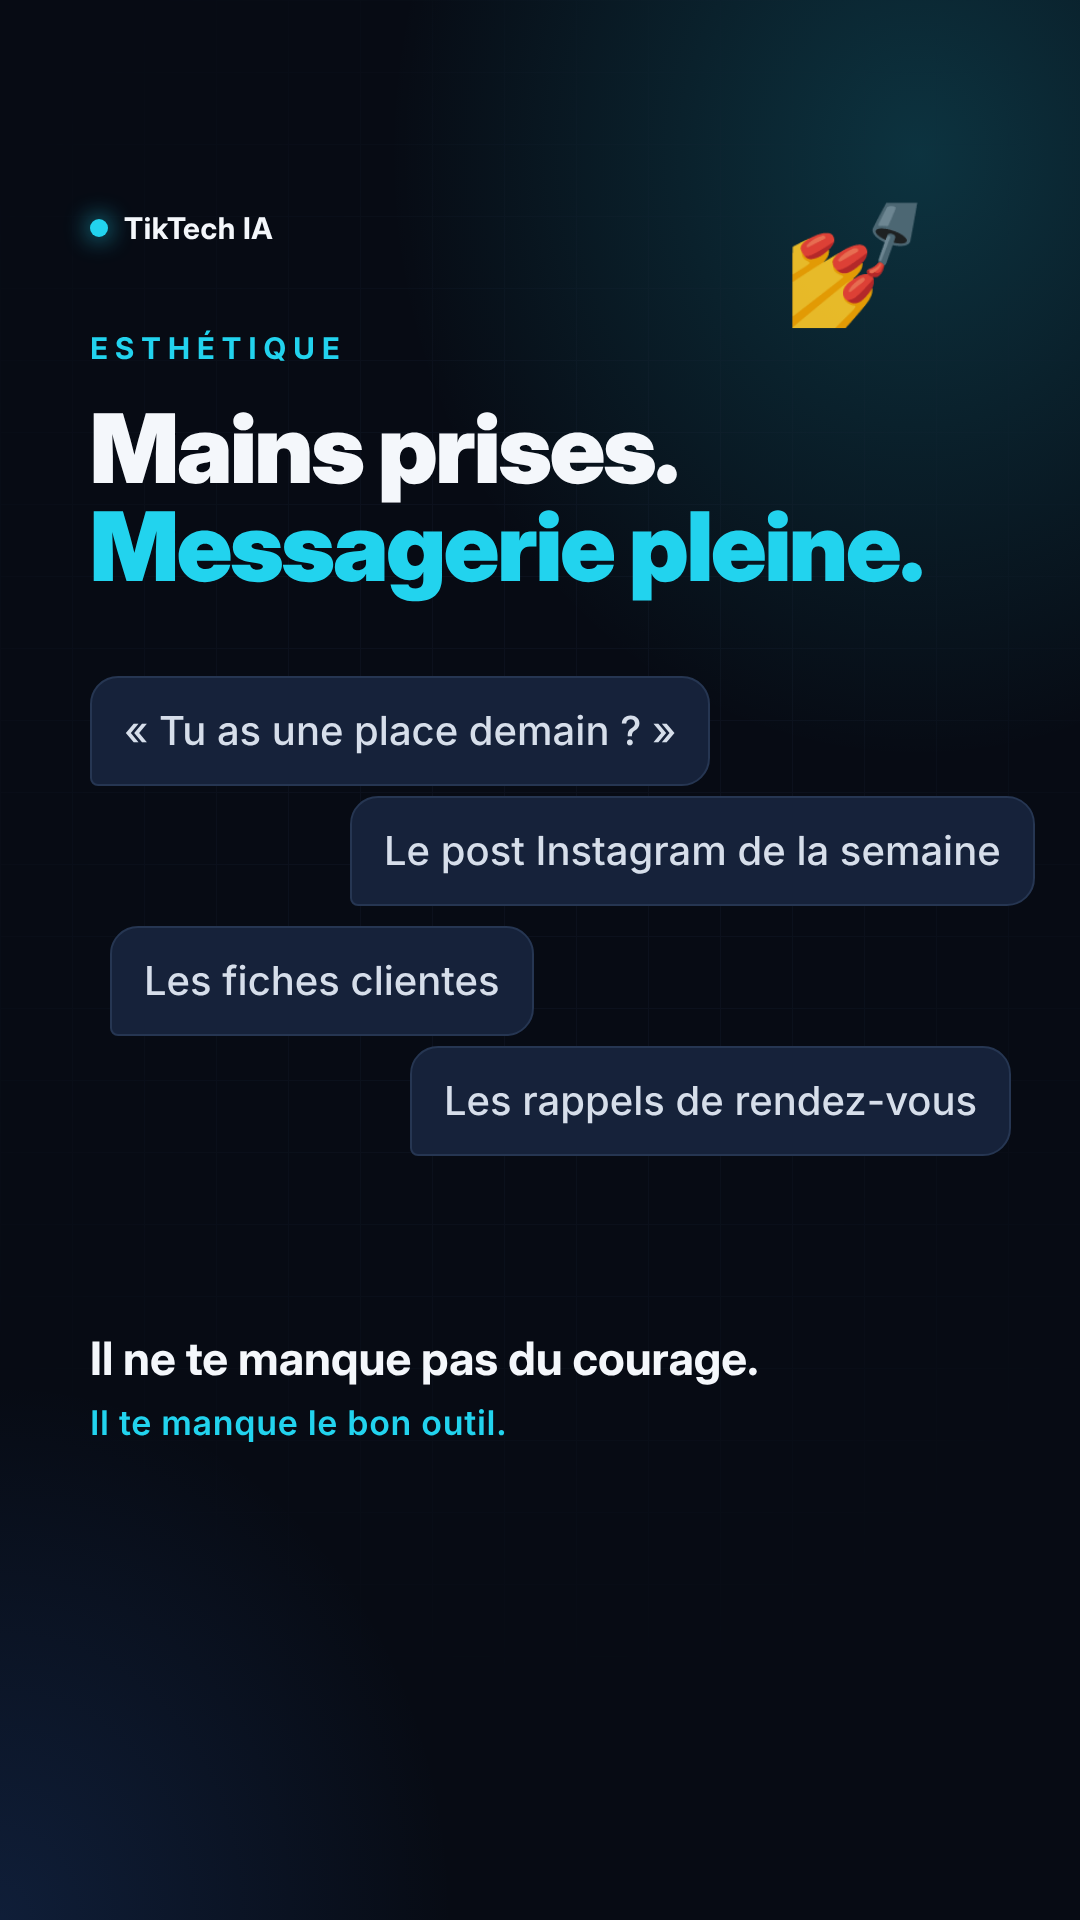 TikTech IA
ESTHÉTIQUE
Mains prises.
Messagerie pleine.
« Tu as une place demain ? »
Le post Instagram de la semaine
Les fiches clientes
Les rappels de rendez-vous
Il ne te manque pas du courage.
Il te manque le bon outil.